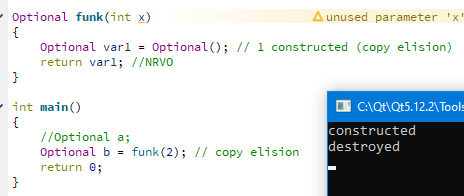 Optional funk(int x)
unused parameter 'x'
{
Optional var1 = Optional(); // 1 constructed (copy elision)
return var1; //NRVO
}
int main()
{
//Optional a;
Optional b = funk(2); // copy elision
return 0;
}
C:\Qt\Qt5.12.2\Tools
constructed
destroyed